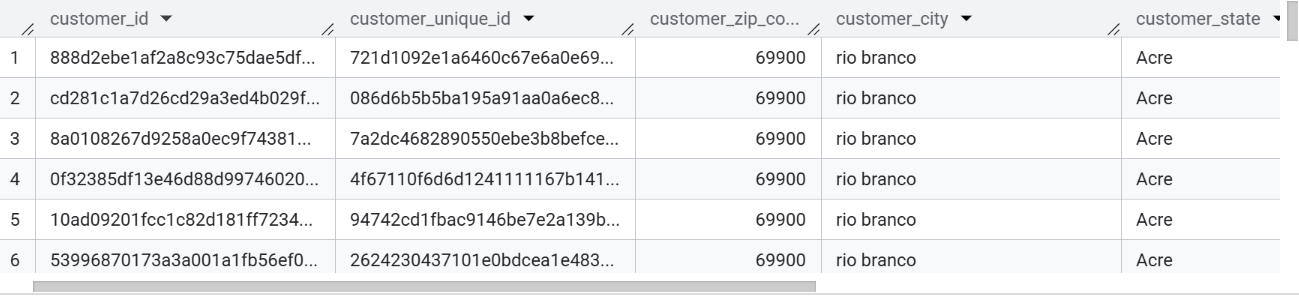 customer_id customer_unique_id customer_zip_co... customer_city customer_state
1 888d2ebe1af2a8c93c75dae5df... 721d1092e1a6460c67e6a0e69... 69900 rio branco Acre
2 cd281c1a7d26cd29a3ed4b029f... 086d6b5b5ba195a91aa0a6ec8... 69900 rio branco Acre
3 8a0108267d9258a0ec9f74381... 7a2dc4682890550ebe3b8befce... 69900 rio branco Acre
4 0f32385df13e46d88d99746020... 4f67110f6d6d1241111167b141... 69900 rio branco Acre
5 10ad09201fcc1c82d181ff7234... 94742cd1fbac9146be7e2a139b... 69900 rio branco Acre
6 53996870173a3a001a1fb56ef0... 2624230437101e0bdcea1e483... 69900 rio branco Acre